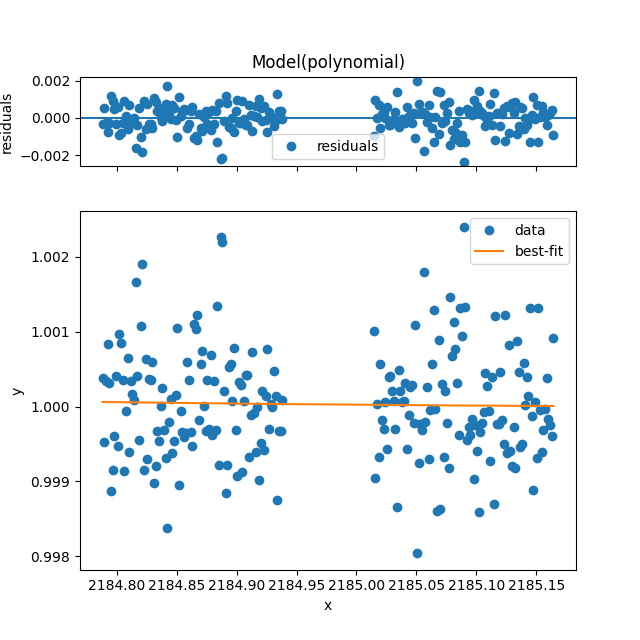 Model(polynomial)
residuals
0.002
0.000
−0.002
residuals
y
1.002
1.001
1.000
0.999
0.998
data
best-fit
2184.80 2184.85 2184.90 2184.95 2185.00 2185.05 2185.10 2185.15
x